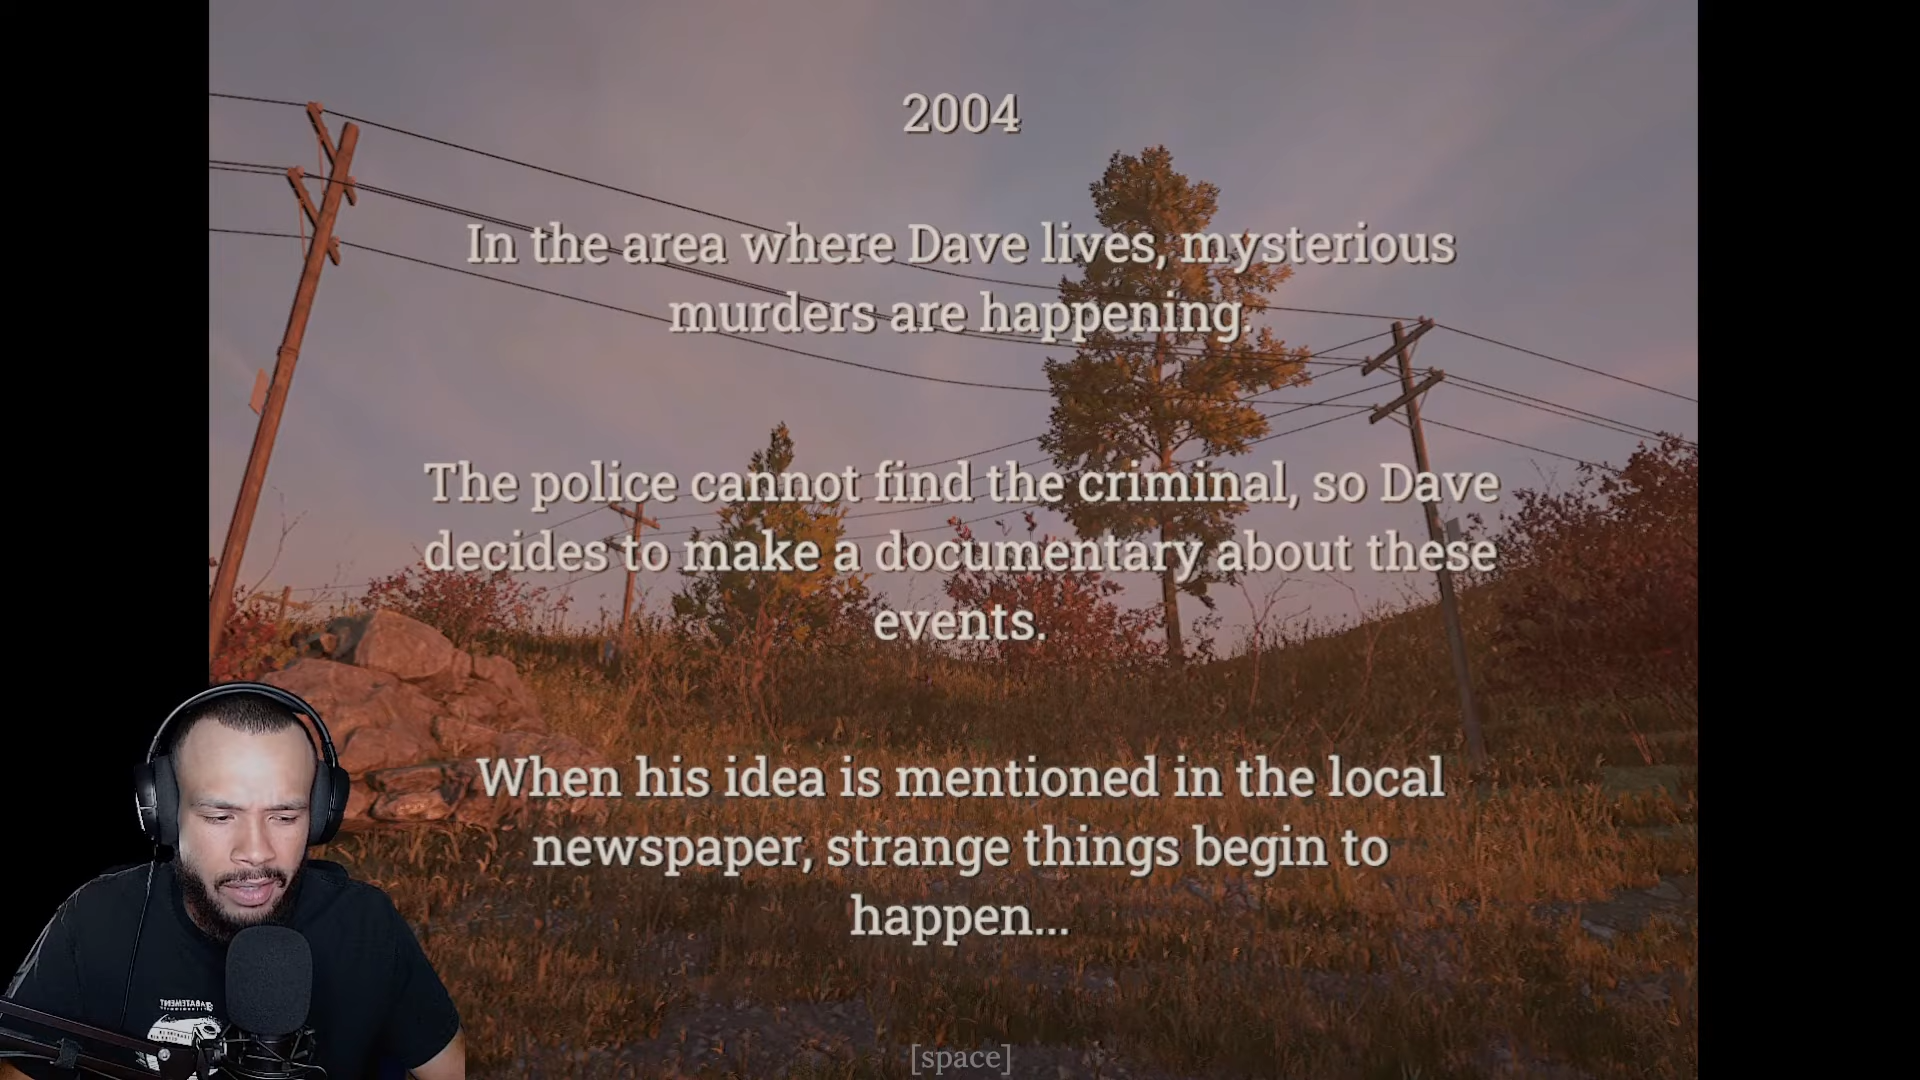 2004
In the area where Dave lives, mysterious
murders are happening.
The police cannot find the criminal, so Dave
decides to make a documentary about these
events.
When his idea is mentioned in the local
newspaper, strange things begin to
happen...
[space]